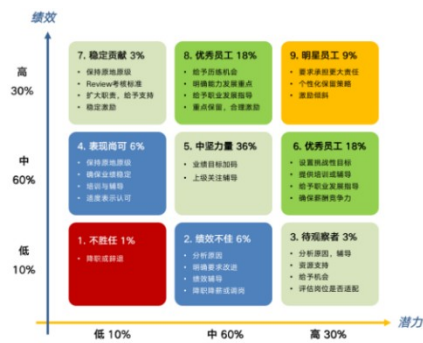 绩效
高
30%
7. 稳定贡献 3%
• 保持原地原级
• Review考核标准
• 扩大职责，给予支持
• 稳定激励
8. 优秀员工 18%
• 给予历练机会
• 明确能力发展重点
• 给予职业发展指导
• 重点保留，合理激励
9. 明星员工 9%
• 要求承担更大责任
• 个性化保留策略
• 激励倾斜
中
60%
4. 表现尚可 6%
• 保持原地原级
• 确保业绩稳定
• 培训与辅导
• 适度表示认可
5. 中坚力量 36%
• 业绩目标加码
• 上级关注辅导
6. 优秀员工 18%
• 设置挑战性目标
• 提供培训或辅导
• 给予职业发展指导
• 确保薪酬竞争力
低
10%
1. 不胜任 1%
• 降职或辞退
2. 绩效不佳 6%
• 分析原因
• 明确要求改进
• 绩效辅导
• 降职降薪或调岗
3. 待观察者 3%
• 分析原因，辅导
• 资源支持
• 给予机会
• 评估岗位是否适配
低 10%
中 60%
高 30%
潜力